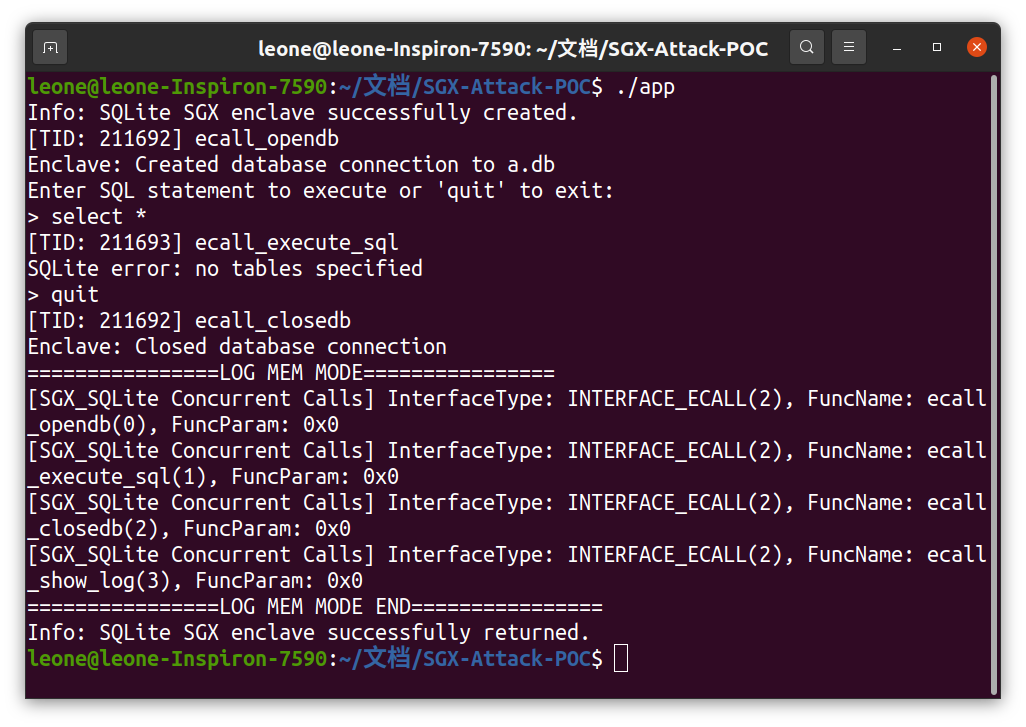 leone@leone-Inspiron-7590: ~/文档/SGX-Attack-POC
leone@leone-Inspiron-7590:~/文档/SGX-Attack-POC$ ./app
Info: SQLite SGX enclave successfully created.
[TID: 211692] ecall_opendb
Enclave: Created database connection to a.db
Enter SQL statement to execute or 'quit' to exit:
> select *
[TID: 211693] ecall_execute_sql
SQLite error: no tables specified
> quit
[TID: 211692] ecall_closedb
Enclave: Closed database connection
================LOG MEM MODE================
[SGX_SQLite Concurrent Calls] InterfaceType: INTERFACE_ECALL(2), FuncName: ecall
_opendb(0), FuncParam: 0x0
[SGX_SQLite Concurrent Calls] InterfaceType: INTERFACE_ECALL(2), FuncName: ecall
_execute_sql(1), FuncParam: 0x0
[SGX_SQLite Concurrent Calls] InterfaceType: INTERFACE_ECALL(2), FuncName: ecall
_closedb(2), FuncParam: 0x0
[SGX_SQLite Concurrent Calls] InterfaceType: INTERFACE_ECALL(2), FuncName: ecall
_show_log(3), FuncParam: 0x0
================LOG MEM MODE END================
Info: SQLite SGX enclave successfully returned.
leone@leone-Inspiron-7590:~/文档/SGX-Attack-POC$